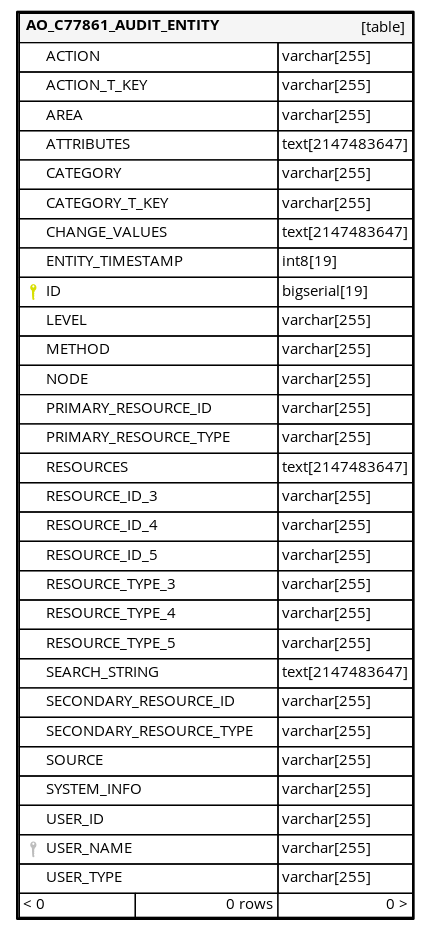 AO_C77861_AUDIT_ENTITY [table]
ACTION varchar[255]
ACTION_T_KEY varchar[255]
AREA varchar[255]
ATTRIBUTES text[2147483647]
CATEGORY varchar[255]
CATEGORY_T_KEY varchar[255]
CHANGE_VALUES text[2147483647]
ENTITY_TIMESTAMP int8[19]
ID bigserial[19]
LEVEL varchar[255]
METHOD varchar[255]
NODE varchar[255]
PRIMARY_RESOURCE_ID varchar[255]
PRIMARY_RESOURCE_TYPE varchar[255]
RESOURCES text[2147483647]
RESOURCE_ID_3 varchar[255]
RESOURCE_ID_4 varchar[255]
RESOURCE_ID_5 varchar[255]
RESOURCE_TYPE_3 varchar[255]
RESOURCE_TYPE_4 varchar[255]
RESOURCE_TYPE_5 varchar[255]
SEARCH_STRING text[2147483647]
SECONDARY_RESOURCE_ID varchar[255]
SECONDARY_RESOURCE_TYPE varchar[255]
SOURCE varchar[255]
SYSTEM_INFO varchar[255]
USER_ID varchar[255]
USER_NAME varchar[255]
USER_TYPE varchar[255]
< 0 0 rows 0 >